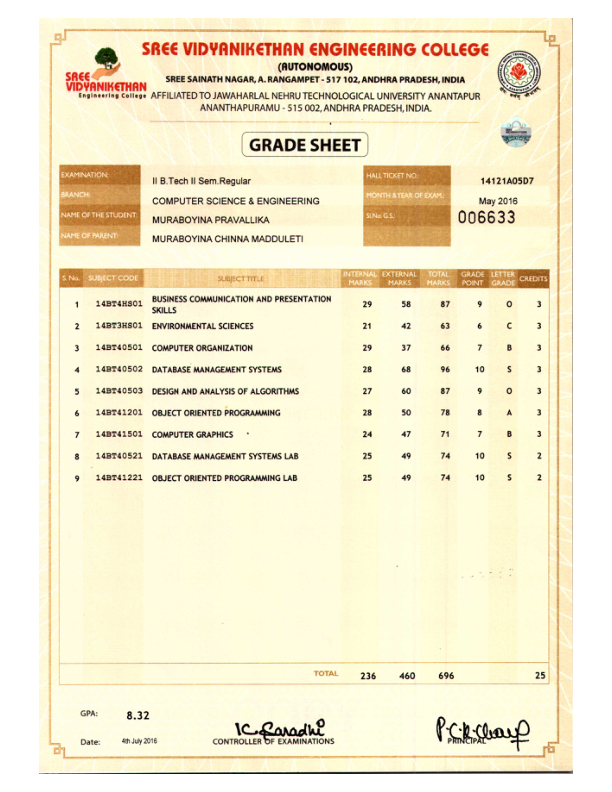 SREE VIDYANIKETHAN ENGINEERING COLLEGE
(AUTONOMOUS)
SREE SAINATH NAGAR, A. RANGAMPET - 517 102, ANDHRA PRADESH, INDIA
SREE
VIDYANIKETHAN
Engineering College
AFFILIATED TO JAWAHARLAL NEHRU TECHNOLOGICAL UNIVERSITY ANANTAPUR
ANANTHAPURAMU - 515 002, ANDHRA PRADESH, INDIA.
GRADE SHEET
EXAMINATION: II B.Tech II Sem.Regular HALL TICKET NO: 14121A05D7
BRANCH: COMPUTER SCIENCE & ENGINEERING MONTH & YEAR OF EXAM: May 2016
NAME OF THE STUDENT: MURABOYINA PRAVALLIKA Sl.No G.S.: 006633
NAME OF PARENT: MURABOYINA CHINNA MADDULETI
S. No. SUBJECT CODE SUBJECT TITLE INTERNAL MARKS EXTERNAL MARKS TOTAL MARKS GRADE POINT LETTER GRADE CREDITS
1 14BT4HS01 BUSINESS COMMUNICATION AND PRESENTATION SKILLS 29 58 87 9 O 3
2 14BT3HS01 ENVIRONMENTAL SCIENCES 21 42 63 6 C 3
3 14BT40501 COMPUTER ORGANIZATION 29 37 66 7 B 3
4 14BT40502 DATABASE MANAGEMENT SYSTEMS 28 68 96 10 S 3
5 14BT40503 DESIGN AND ANALYSIS OF ALGORITHMS 27 60 87 9 O 3
6 14BT41201 OBJECT ORIENTED PROGRAMMING 28 50 78 8 A 3
7 14BT41501 COMPUTER GRAPHICS 24 47 71 7 B 3
8 14BT40521 DATABASE MANAGEMENT SYSTEMS LAB 25 49 74 10 S 2
9 14BT41221 OBJECT ORIENTED PROGRAMMING LAB 25 49 74 10 S 2
TOTAL 236 460 696 25
GPA: 8.32
Date: 4th July 2016
CONTROLLER OF EXAMINATIONS
PRINCIPAL